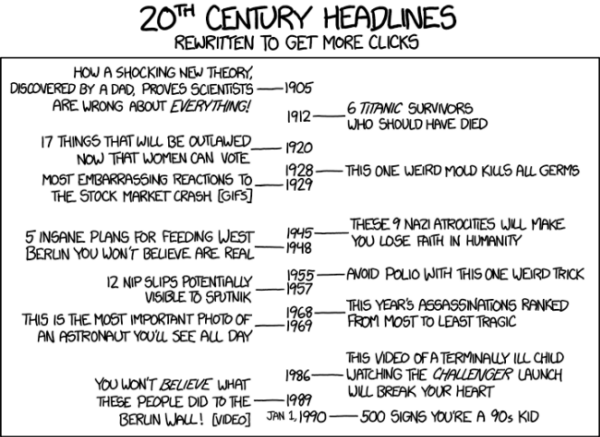 20TH CENTURY HEADLINES
REWRITTEN TO GET MORE CLICKS
HOW A SHOCKING NEW THEORY,
DISCOVERED BY A DAD, PROVES SCIENTISTS
ARE WRONG ABOUT EVERYTHING!
1905
1912
6 TITANIC SURVIVORS
WHO SHOULD HAVE DIED
17 THINGS THAT WILL BE OUTLAWED
NOW THAT WOMEN CAN VOTE
1920
1928
THIS ONE WEIRD MOLD KILLS ALL GERMS
MOST EMBARRASSING REACTIONS TO
THE STOCK MARKET CRASH [GIFS]
1929
1945
THESE 9 NAZI ATROCITIES WILL MAKE
YOU LOSE FAITH IN HUMANITY
5 INSANE PLANS FOR FEEDING WEST
BERLIN YOU WON'T BELIEVE ARE REAL
1948
1955
AVOID POLIO WITH THIS ONE WEIRD TRICK
12 NIP SLIPS POTENTIALLY
VISIBLE TO SPUTNIK
1957
1968
THIS YEAR'S ASSASSINATIONS RANKED
FROM MOST TO LEAST TRAGIC
THIS IS THE MOST IMPORTANT PHOTO OF
AN ASTRONAUT YOU'LL SEE ALL DAY
1969
1986
THIS VIDEO OF A TERMINALLY ILL CHILD
WATCHING THE CHALLENGER LAUNCH
WILL BREAK YOUR HEART
YOU WON'T BELIEVE WHAT
THESE PEOPLE DID TO THE
BERLIN WALL! [VIDEO]
1989
JAN 1, 1990
500 SIGNS YOU'RE A 90s KID